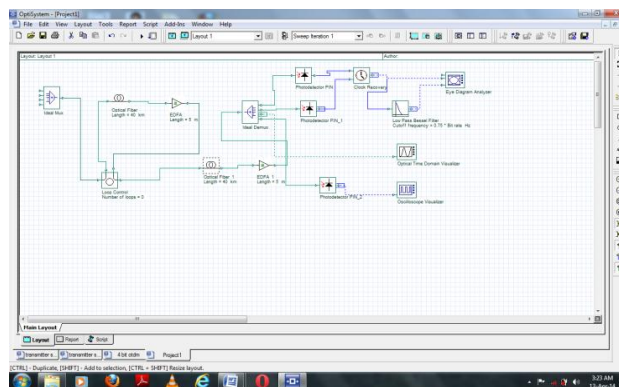 OptiSystem - [Project1]
File Edit View Layout Tools Report Script Add-Ins Window Help
Layout 1
Sweep Iteration 1
Layout: Layout 1
Author:
Ideal Mux
Optical Fiber
Length = 40 km
EDFA
Length = 5 m
Loop Control
Number of loops = 3
Optical Fiber_1
Length = 40 km
EDFA_1
Length = 5 m
Ideal Demux
Photodetector PIN
Photodetector PIN_1
Photodetector PIN_2
Clock Recovery
Low Pass Bessel Filter
Cutoff frequency = 0.75 * Bit rate Hz
Eye Diagram Analyzer
Optical Time Domain Visualizer
Oscilloscope Visualizer
Main Layout
Layout Report Script
transmitter s... transmitter s... 4 bit otdm Project1
[CTRL] - Duplicate, [SHIFT] - Add to selection, [CTRL + SHIFT] Resize layout.
3:23 AM